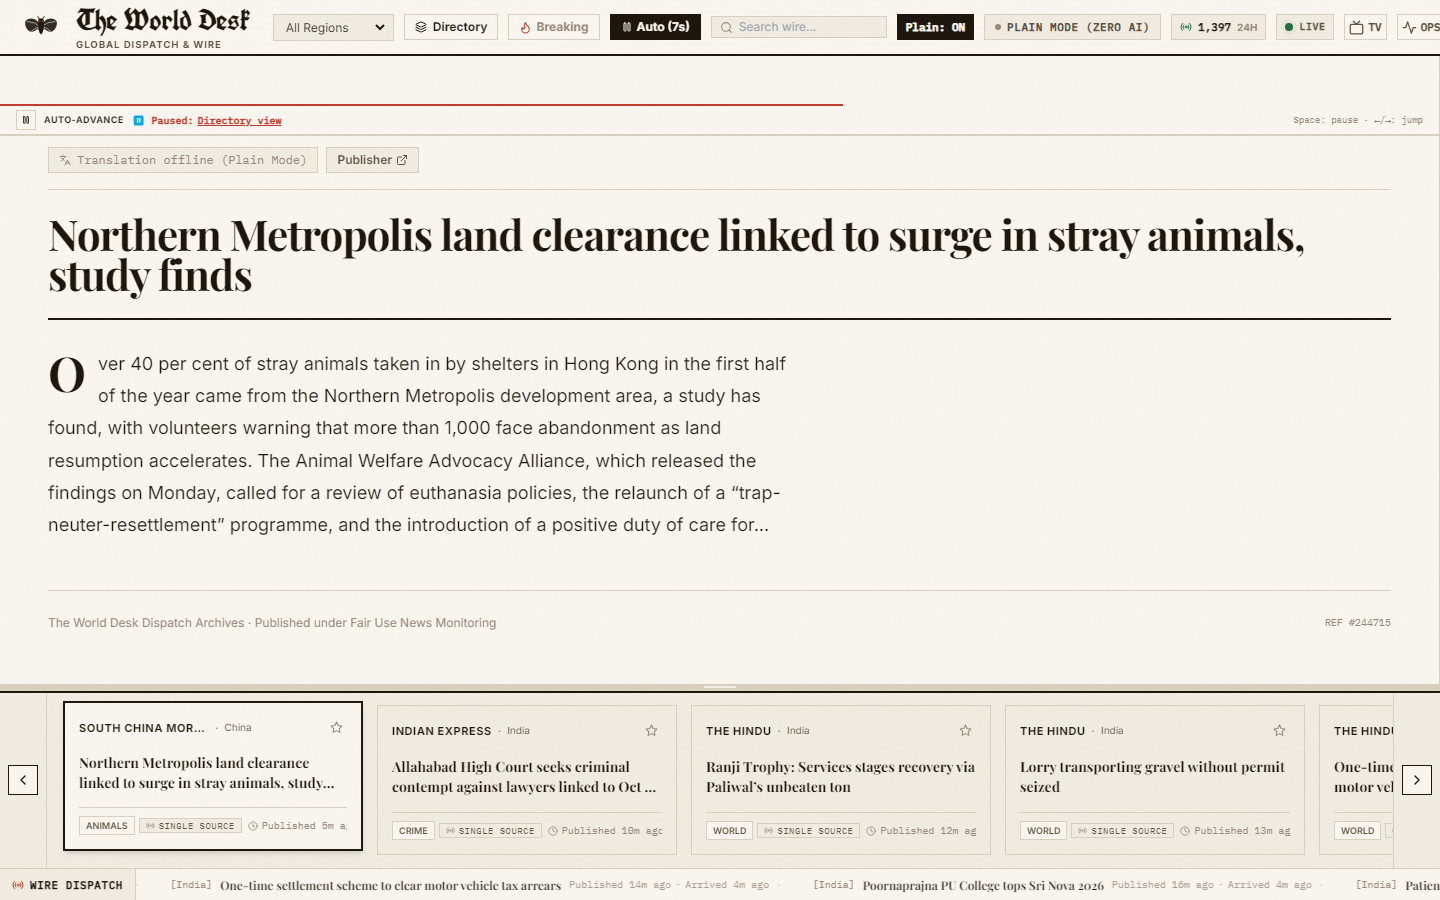 The World Desk
GLOBAL DISPATCH & WIRE
All Regions
Directory
Breaking
Auto (7s)
Search wire...
Plain: ON
PLAIN MODE (ZERO AI)
1,397 24H
LIVE
TV
OPS
AUTO-ADVANCE
Paused: Directory view
Space: pause · ←/→: jump
Translation offline (Plain Mode)
Publisher
Northern Metropolis land clearance linked to surge in stray animals,
study finds
Over 40 per cent of stray animals taken in by shelters in Hong Kong in the first half
of the year came from the Northern Metropolis development area, a study has
found, with volunteers warning that more than 1,000 face abandonment as land
resumption accelerates. The Animal Welfare Advocacy Alliance, which released the
findings on Monday, called for a review of euthanasia policies, the relaunch of a “trap-
neuter-resettlement” programme, and the introduction of a positive duty of care for...
The World Desk Dispatch Archives · Published under Fair Use News Monitoring
REF #244715
SOUTH CHINA MOR... · China
Northern Metropolis land clearance
linked to surge in stray animals, study...
ANIMALS
SINGLE SOURCE
Published 5m a
INDIAN EXPRESS · India
Allahabad High Court seeks criminal
contempt against lawyers linked to Oct ...
CRIME
SINGLE SOURCE
Published 10m ago
THE HINDU · India
Ranji Trophy: Services stages recovery via
Paliwal’s unbeaten ton
WORLD
SINGLE SOURCE
Published 12m ag
THE HINDU · India
Lorry transporting gravel without permit
seized
WORLD
SINGLE SOURCE
Published 13m ag
THE HINDU
One-time
motor veh
WORLD
WIRE DISPATCH
[India] One-time settlement scheme to clear motor vehicle tax arrears Published 14m ago · Arrived 4m ago ·
[India] Poornaprajna PU College tops Sri Nova 2026 Published 16m ago · Arrived 4m ago ·
[India] Patien